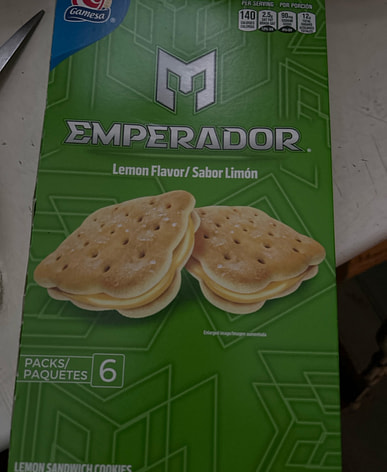 Gamesa
PER SERVING POR PORCIÓN
140
2.5g
90mg
12g
EMPERADOR
Lemon Flavor/ Sabor Limón
PACKS/
PAQUETES
6
LEMON SANDWICH COOKIES